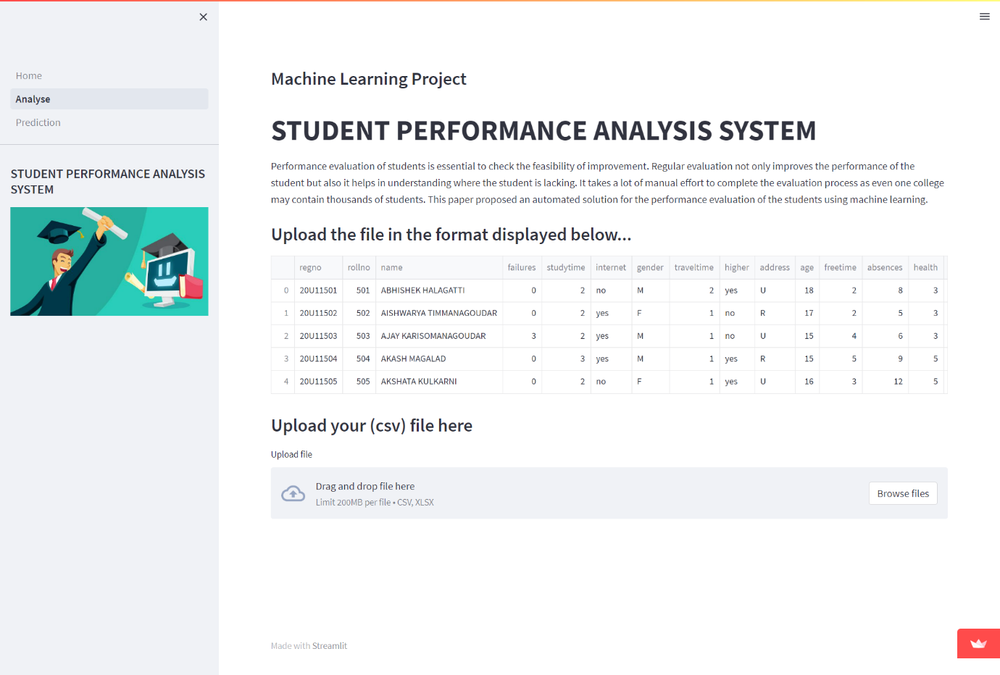 Home
Analyse
Prediction
STUDENT PERFORMANCE ANALYSIS
SYSTEM
Machine Learning Project
STUDENT PERFORMANCE ANALYSIS SYSTEM
Performance evaluation of students is essential to check the feasibility of improvement. Regular evaluation not only improves the performance of the
student but also it helps in understanding where the student is lacking. It takes a lot of manual effort to complete the evaluation process as even one college
may contain thousands of students. This paper proposed an automated solution for the performance evaluation of the students using machine learning.
Upload the file in the format displayed below...
regno rollno name failures studytime internet gender traveltime higher address age freetime absences health
0 20U11501 501 ABHISHEK HALAGATTI 0 2 no M 2 yes U 18 2 8 3
1 20U11502 502 AISHWARYA TIMMANAGOUDAR 0 2 yes F 1 no R 17 2 5 3
2 20U11503 503 AJAY KARISOMANAGOUDAR 3 2 yes M 1 no U 15 4 6 3
3 20U11504 504 AKASH MAGALAD 0 3 yes M 1 yes R 15 5 9 5
4 20U11505 505 AKSHATA KULKARNI 0 2 no F 1 yes U 16 3 12 5
Upload your (csv) file here
Upload file
Drag and drop file here
Limit 200MB per file • CSV, XLSX
Browse files
Made with Streamlit